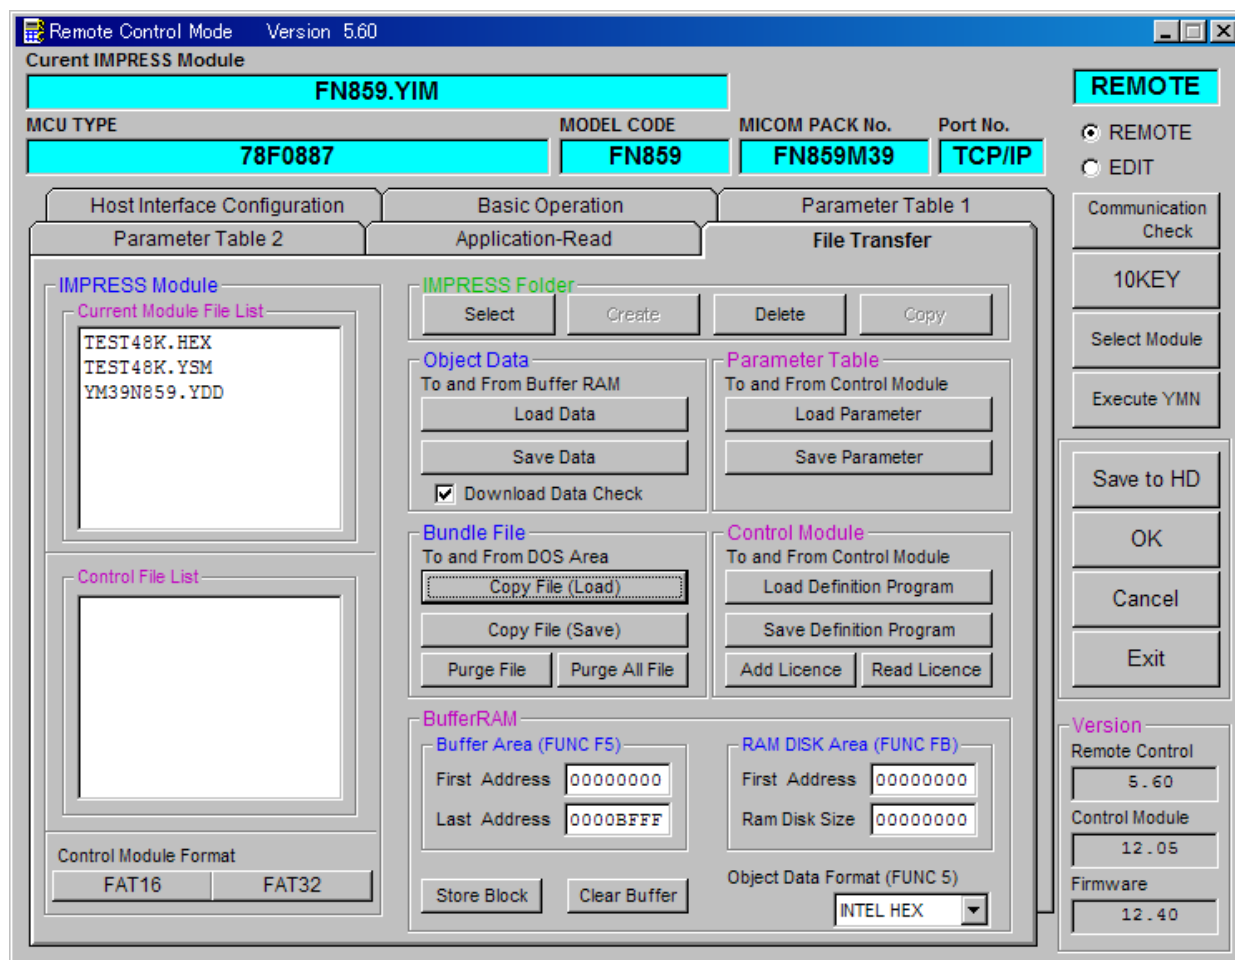 Remote Control Mode Version 5.60
Curent IMPRESS Module
FN859.YIM
REMOTE
MCU TYPE MODEL CODE MICOM PACK No. Port No.
78F0887 FN859 FN859M39 TCP/IP
REMOTE
EDIT
Host Interface Configuration Basic Operation Parameter Table 1
Parameter Table 2 Application-Read File Transfer
IMPRESS Module
Current Module File List
TEST48K.HEX
TEST48K.YSM
YM39N859.YDD
Control File List
Control Module Format
FAT16 FAT32
IMPRESS Folder
Select Create Delete Copy
Object Data
To and From Buffer RAM
Load Data
Save Data
Download Data Check
Parameter Table
To and From Control Module
Load Parameter
Save Parameter
Bundle File
To and From DOS Area
Copy File (Load)
Copy File (Save)
Purge File Purge All File
Control Module
To and From Control Module
Load Definition Program
Save Definition Program
Add Licence Read Licence
BufferRAM
Buffer Area (FUNC F5)
First Address 00000000
Last Address 0000BFFF
RAM DISK Area (FUNC FB)
First Address 00000000
Ram Disk Size 00000000
Store Block Clear Buffer
Object Data Format (FUNC 5)
INTEL HEX
Communication
Check
10KEY
Select Module
Execute YMN
Save to HD
OK
Cancel
Exit
Version
Remote Control
5.60
Control Module
12.05
Firmware
12.40